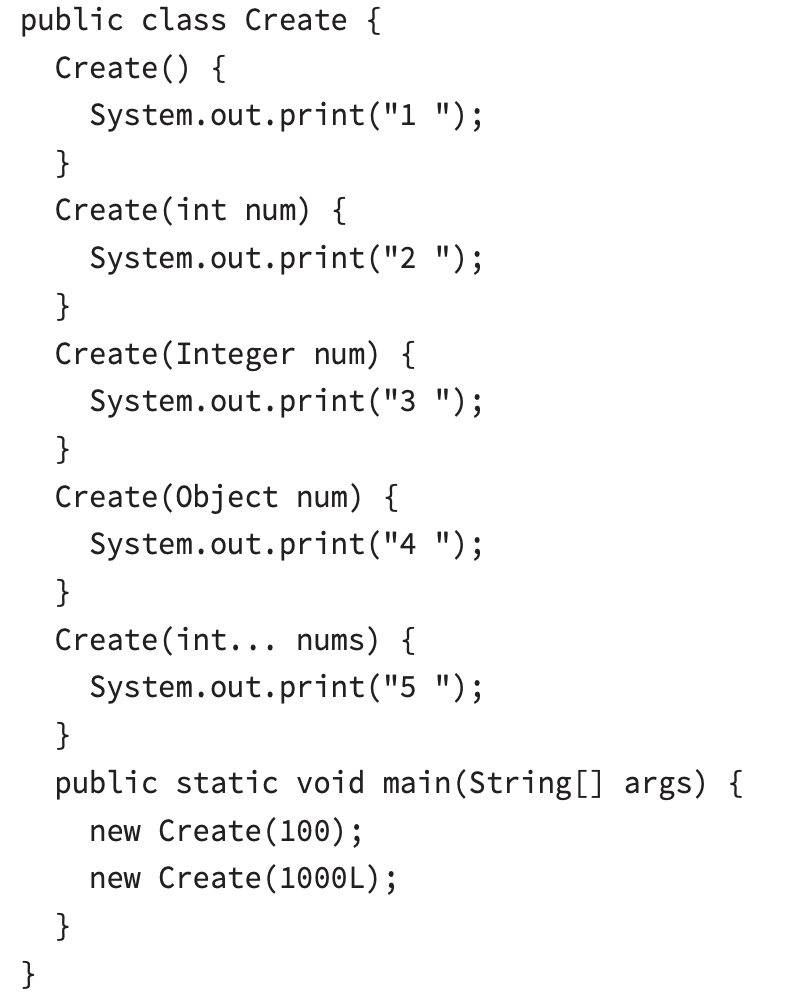 public class Create {
  Create() {
    System.out.print("1 ");
  }
  Create(int num) {
    System.out.print("2 ");
  }
  Create(Integer num) {
    System.out.print("3 ");
  }
  Create(Object num) {
    System.out.print("4 ");
  }
  Create(int... nums) {
    System.out.print("5 ");
  }
  public static void main(String[] args) {
    new Create(100);
    new Create(1000L);
  }
}